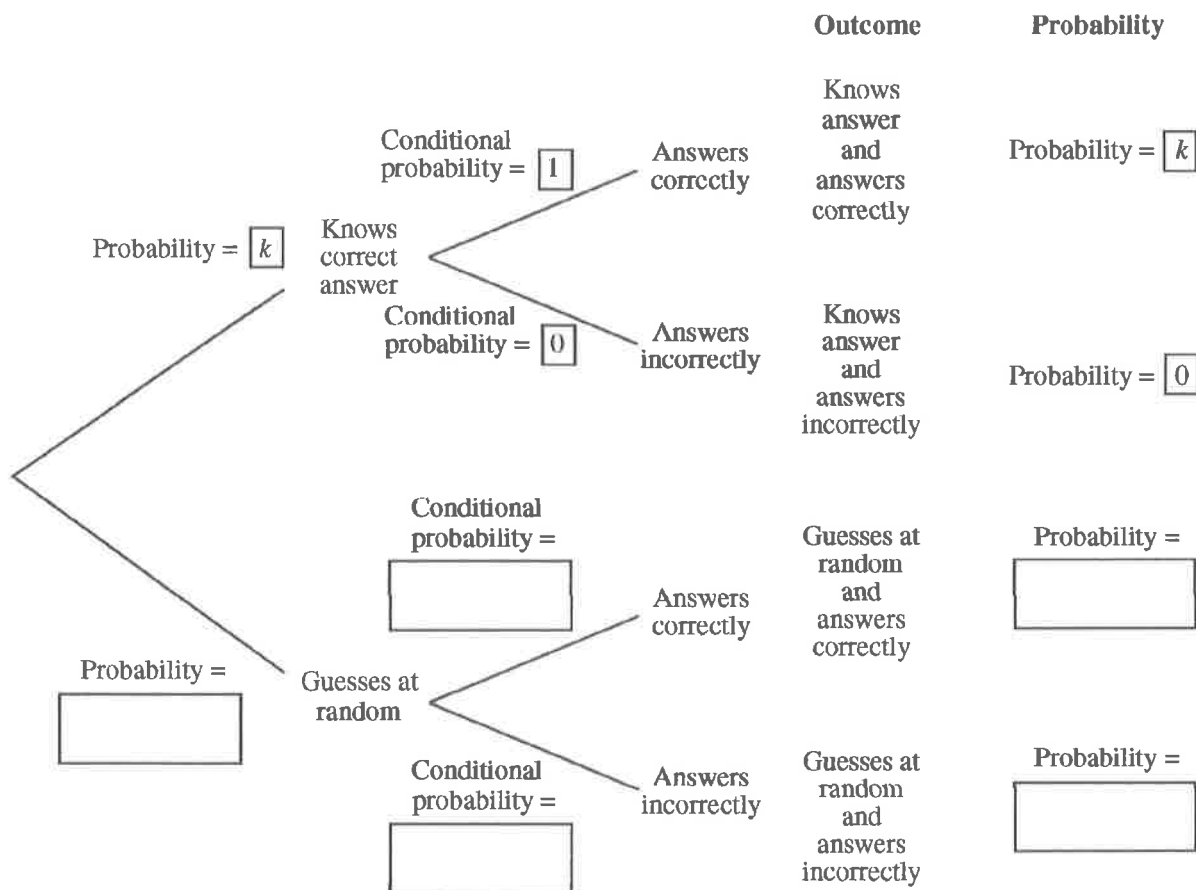 Outcome
Probability
Knows
answer
and
answers
correctly
Conditional
probability = 1
Answers
correctly
Probability = k
Probability = k
Knows
correct
answer
Conditional
probability = 0
Answers
incorrectly
Knows
answer
and
answers
incorrectly
Probability = 0
Conditional
probability =
Answers
correctly
Guesses at
random
and
answers
correctly
Probability =
Probability =
Guesses at
random
Conditional
probability =
Answers
incorrectly
Guesses at
random
and
answers
incorrectly
Probability =